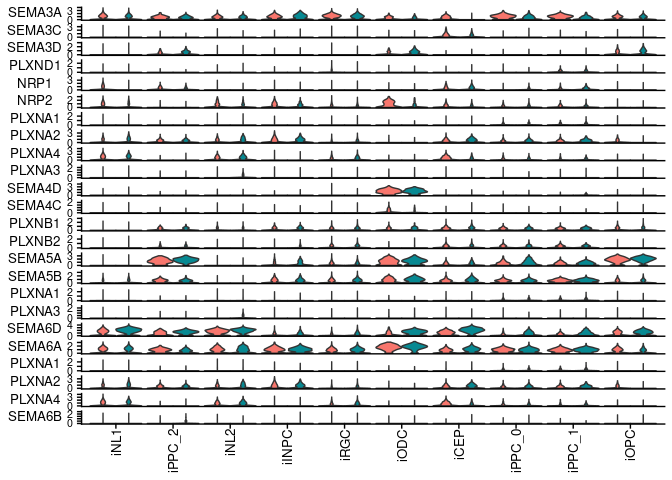 SEMA3A
SEMA3C
SEMA3D
PLXND1
NRP1
NRP2
PLXNA1
PLXNA2
PLXNA4
PLXNA3
SEMA4D
SEMA4C
PLXNB1
PLXNB2
SEMA5A
SEMA5B
PLXNA1
PLXNA3
SEMA6D
SEMA6A
PLXNA1
PLXNA2
PLXNA4
SEMA6B
iNL1
iPPC_2
iNL2
iINPC
iRGC
iODC
iCEP
iPPC_0
iPPC_1
iOPC